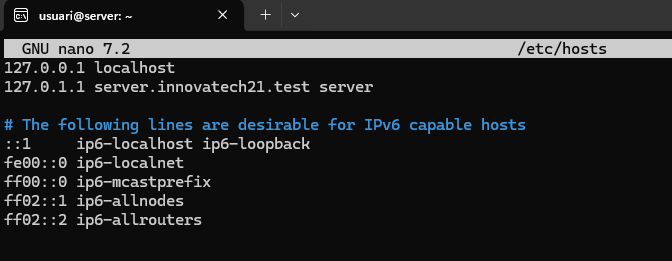 usuari@server: ~
GNU nano 7.2 /etc/hosts
127.0.0.1 localhost
127.0.1.1 server.innovatech21.test server
# The following lines are desirable for IPv6 capable hosts
::1     ip6-localhost ip6-loopback
fe00::0 ip6-localnet
ff00::0 ip6-mcastprefix
ff02::1 ip6-allnodes
ff02::2 ip6-allrouters